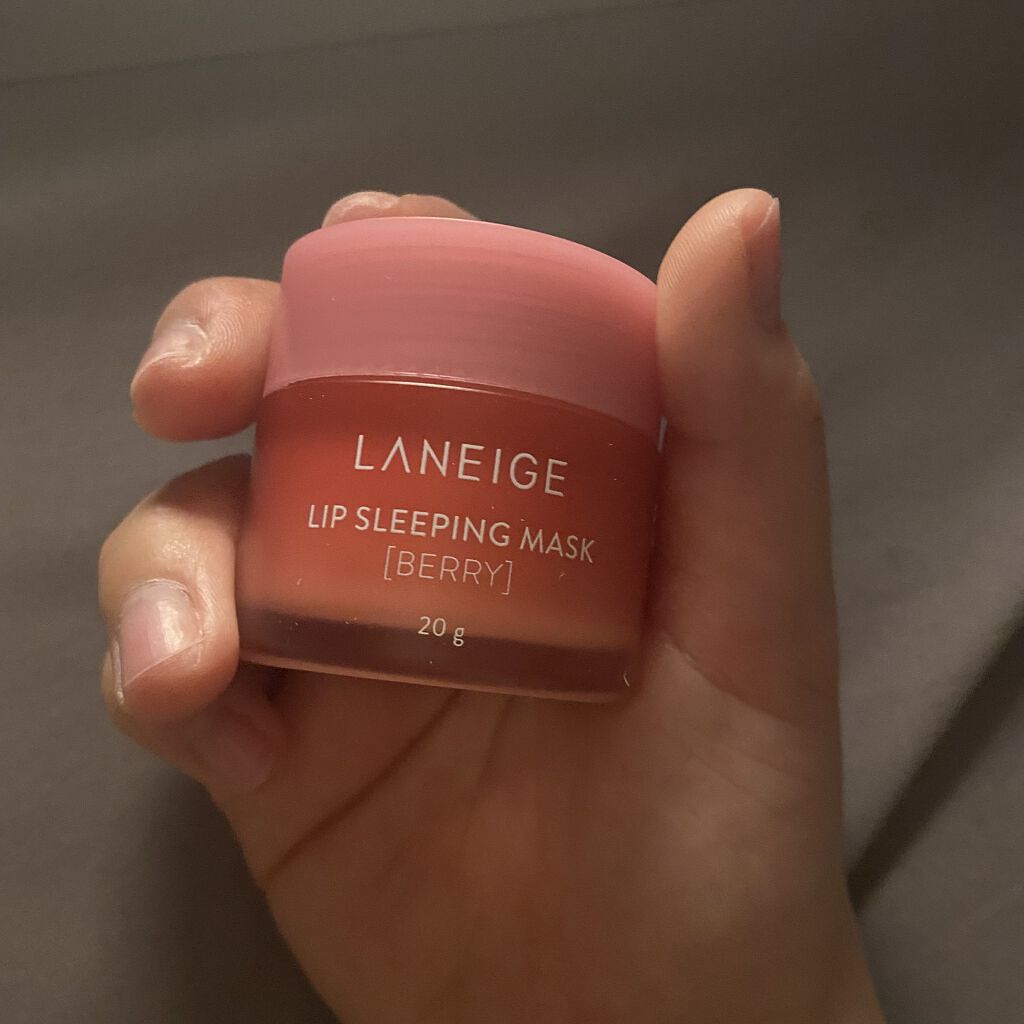 LANEIGE
LIP SLEEPING MASK
[BERRY]
20 g